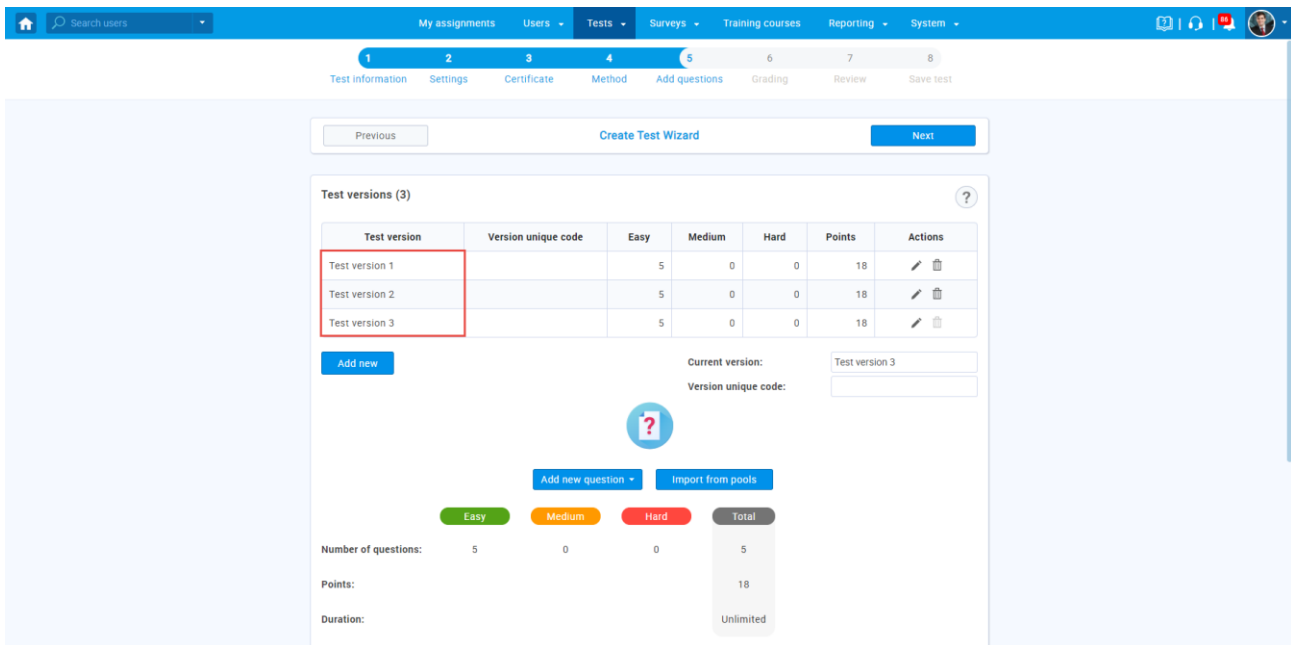 Search users My assignments Users Tests Surveys Training courses Reporting System 86
1 2 3 4 5 6 7 8
Test information Settings Certificate Method Add questions Grading Review Save test
Previous Create Test Wizard Next
Test versions (3) ?
Test version Version unique code Easy Medium Hard Points Actions
Test version 1 5 0 0 18
Test version 2 5 0 0 18
Test version 3 5 0 0 18
Add new Current version: Test version 3
Version unique code:
?
Add new question Import from pools
Easy Medium Hard Total
Number of questions: 5 0 0 5
Points: 18
Duration: Unlimited